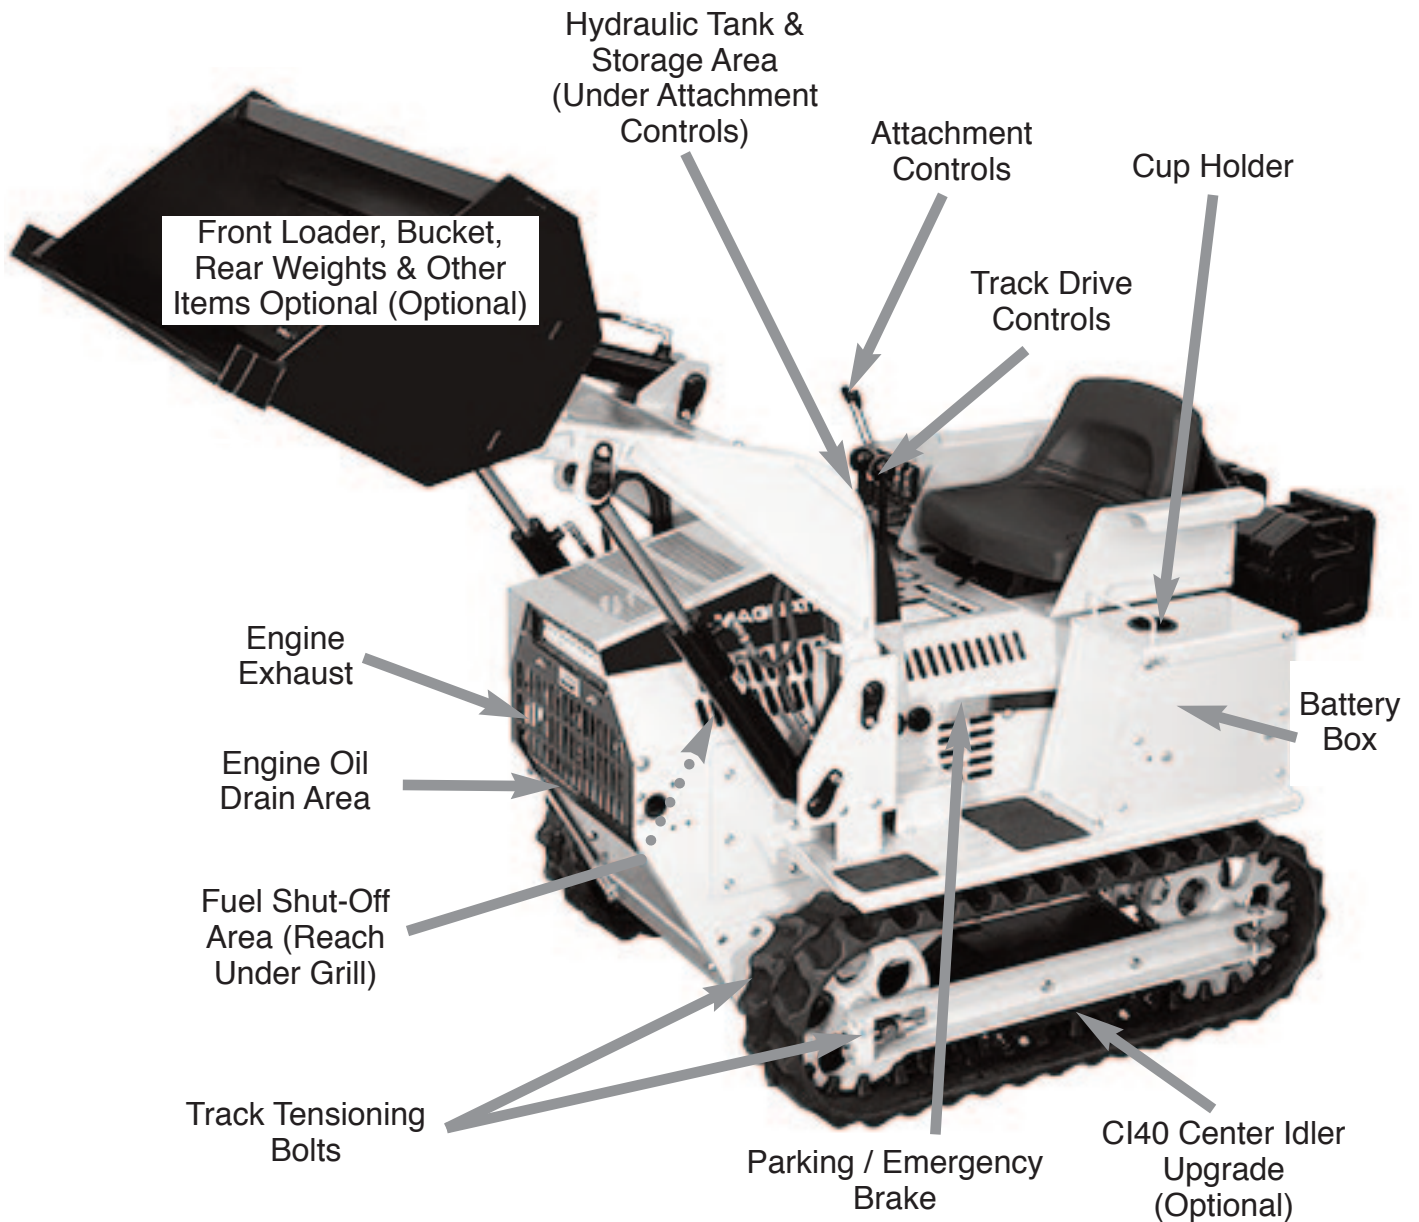 Hydraulic Tank &
Storage Area
(Under Attachment
Controls)
Attachment
Controls
Cup Holder
Front Loader, Bucket,
Rear Weights & Other
Items Optional (Optional)
Track Drive
Controls
Engine
Exhaust
Battery
Box
Engine Oil
Drain Area
Fuel Shut-Off
Area (Reach
Under Grill)
Track Tensioning
Bolts
Parking / Emergency
Brake
CI40 Center Idler
Upgrade
(Optional)